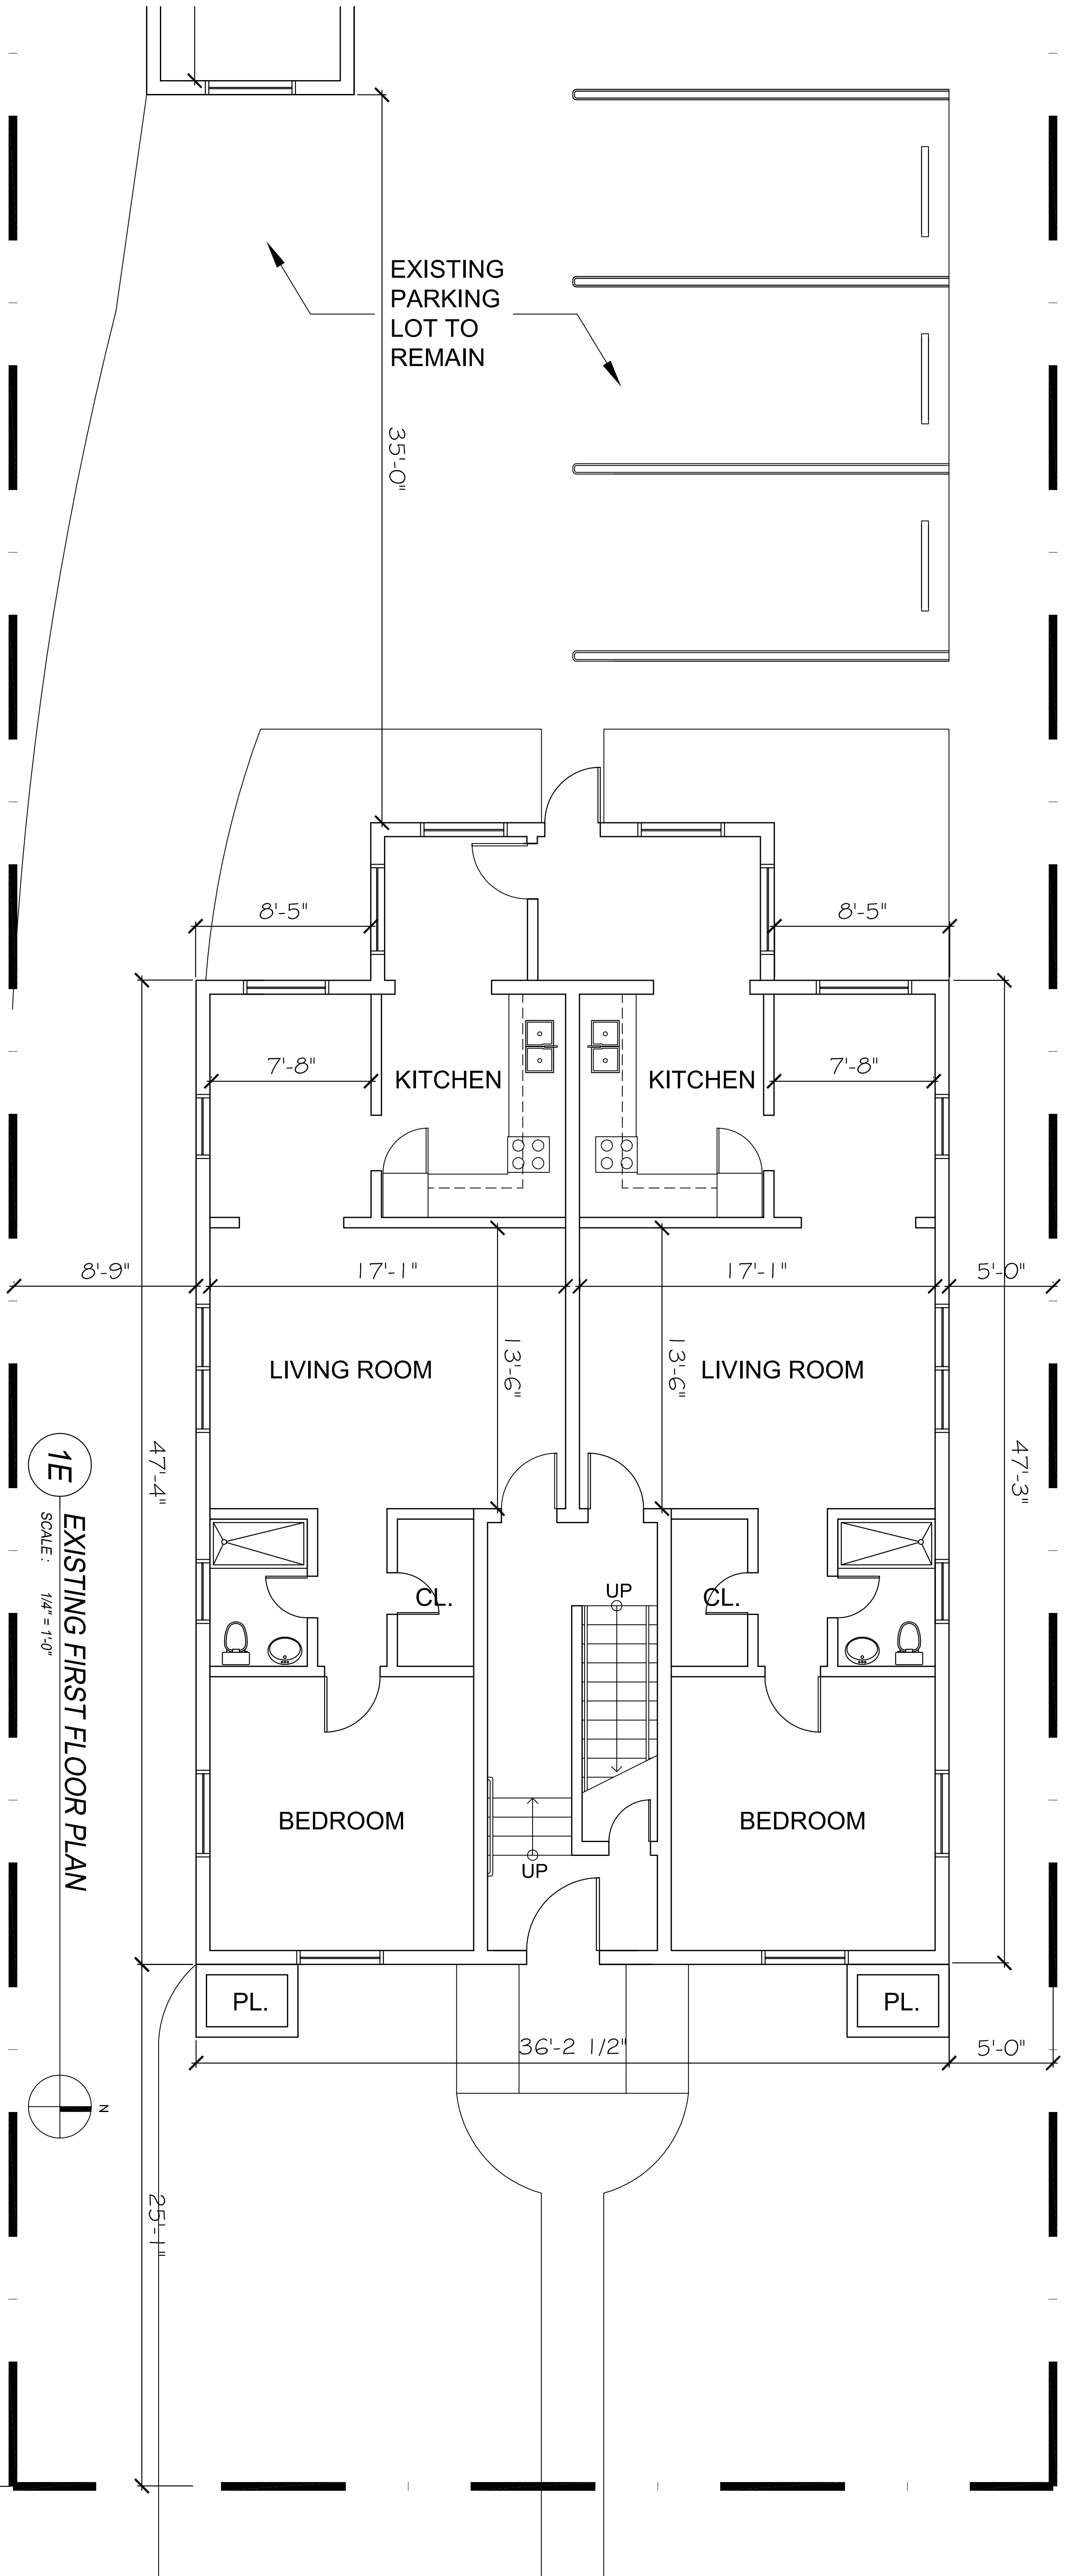 EXISTING
PARKING
LOT TO
REMAIN
35'-0"
8'-5"
8'-5"
7'-8"
KITCHEN
KITCHEN
7'-8"
8'-9"
17'-1"
17'-1"
5'-0"
13'-6"
13'-6"
LIVING ROOM
LIVING ROOM
47'-4"
47'-3"
1E
EXISTING FIRST FLOOR PLAN
SCALE : 1/4" = 1'-0"
CL.
UP
CL.
BEDROOM
BEDROOM
UP
PL.
PL.
36'-2 1/2"
5'-0"
N
25'-1"